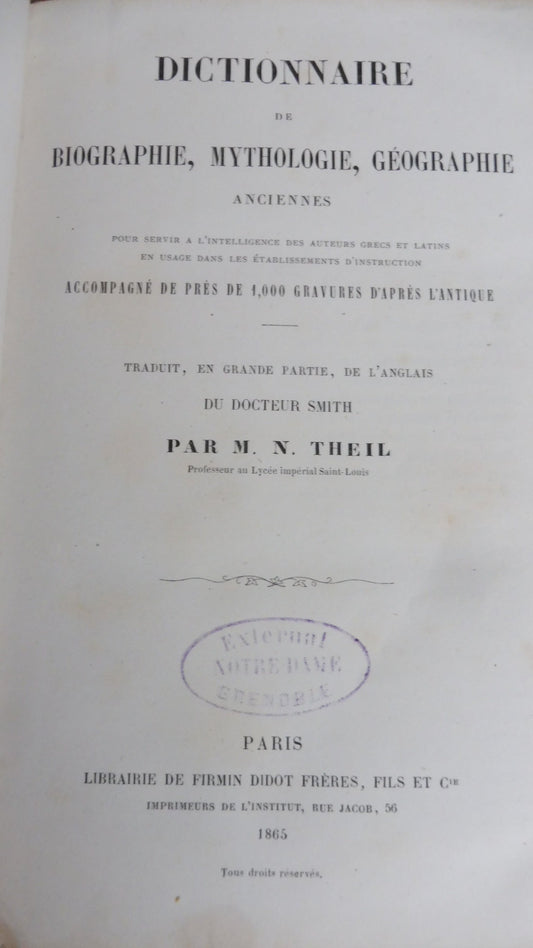 DICTIONNAIRE
DE
BIOGRAPHIE, MYTHOLOGIE, GÉOGRAPHIE
ANCIENNES
POUR SERVIR A L'INTELLIGENCE DES AUTEURS GRECS ET LATINS
EN USAGE DANS LES ÉTABLISSEMENTS D'INSTRUCTION
ACCOMPAGNÉ DE PRÈS DE 1,000 GRAVURES D'APRÈS L'ANTIQUE
TRADUIT, EN GRANDE PARTIE, DE L'ANGLAIS
DU DOCTEUR SMITH
PAR M. N. THEIL
Professeur au Lycée impérial Saint-Louis
Externat
NOTRE-DAME
GRENOBLE
PARIS
LIBRAIRIE DE FIRMIN DIDOT FRÈRES, FILS ET Cie
IMPRIMEURS DE L'INSTITUT, RUE JACOB, 56
1865
Tous droits réservés.